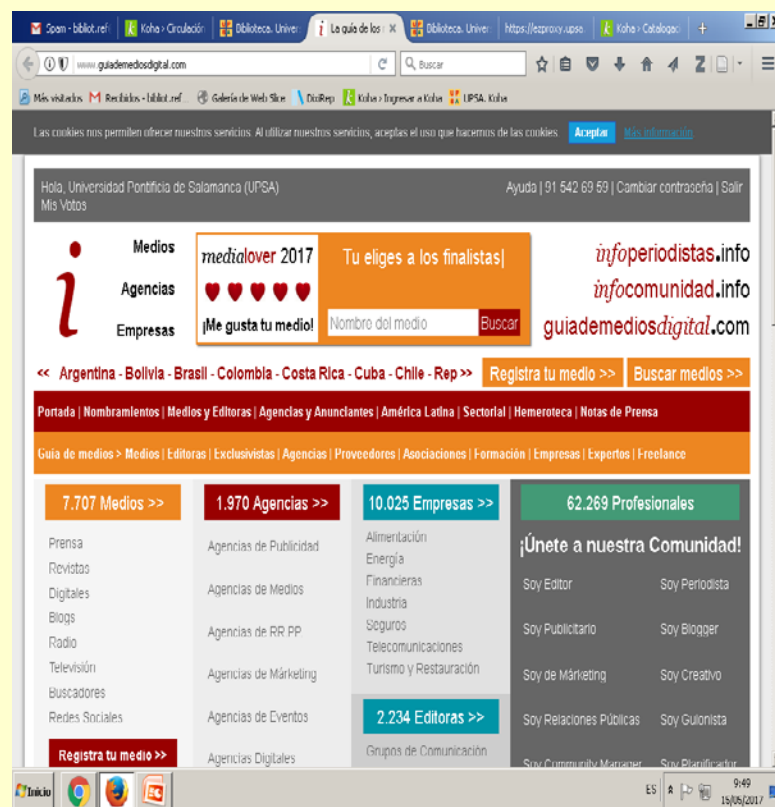 Spam - bibliot.ref
Koha › Circulación
Biblioteca. Univer
La guía de los
Biblioteca. Univer
https://ezproxy.upsa
Koha › Catalogac
www.guiademediosdigital.com
Buscar
Más visitados
Recibidos - bibliot.ref...
Galería de Web Slice
DixiRep
Koha › Ingresar a Koha
UPSA. Koha
Las cookies nos permiten ofrecer nuestros servicios. Al utilizar nuestros servicios, aceptas el uso que hacemos de las cookies. Aceptar Más información
Hola, Universidad Pontificia de Salamanca (UPSA)
Mis Votos
Ayuda | 91 542 69 59 | Cambiar contraseña | Salir
i
Medios
Agencias
Empresas
medialover 2017
¡Me gusta tu medio!
Tu eliges a los finalistas|
Nombre del medio Buscar
infoperiodistas.info
infocomunidad.info
guiademediosdigital.com
<< Argentina - Bolivia - Brasil - Colombia - Costa Rica - Cuba - Chile - Rep >> Registra tu medio >> Buscar medios >>
Portada | Nombramientos | Medios y Editoras | Agencias y Anunciantes | América Latina | Sectorial | Hemeroteca | Notas de Prensa
Guía de medios > Medios | Editoras | Exclusivistas | Agencias | Proveedores | Asociaciones | Formación | Empresas | Expertos | Freelance
7.707 Medios >>
Prensa
Revistas
Digitales
Blogs
Radio
Televisión
Buscadores
Redes Sociales
Registra tu medio >>
1.970 Agencias >>
Agencias de Publicidad
Agencias de Medios
Agencias de RR.PP
Agencias de Márketing
Agencias de Eventos
Agencias Digitales
10.025 Empresas >>
Alimentación
Energía
Financieras
Industria
Seguros
Telecomunicaciones
Turismo y Restauración
2.234 Editoras >>
Grupos de Comunicación
62.269 Profesionales
¡Únete a nuestra Comunidad!
Soy Editor
Soy Periodista
Soy Publicitario
Soy Blogger
Soy de Márketing
Soy Creativo
Soy Relaciones Públicas
Soy Guionista
Soy Community Manager
Soy Planificador
Inicio
ES
9:49
15/05/2017